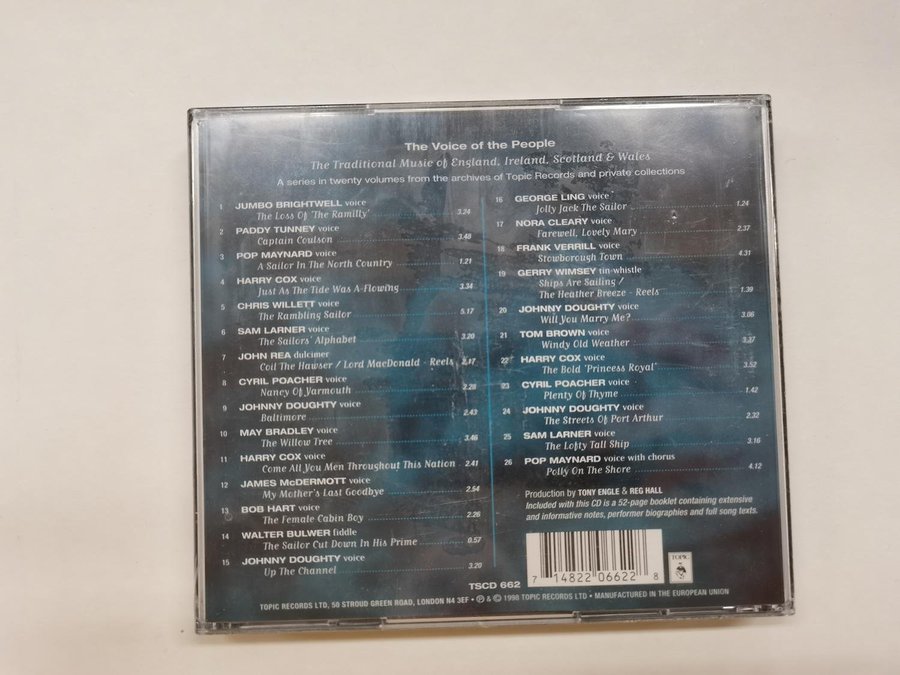 The Voice of the People
The Traditional Music of England, Ireland, Scotland & Wales
A series in twenty volumes from the archives of Topic Records and private collections
1 JUMBO BRIGHTWELL voice
The Loss Of 'The Ramilly' 3.24
2 PADDY TUNNEY voice
Captain Coulson 3.48
3 POP MAYNARD voice
A Sailor In The North Country 1.21
4 HARRY COX voice
Just As The Tide Was A-Flowing 3.34
5 CHRIS WILLETT voice
The Rambling Sailor 5.17
6 SAM LARNER voice
The Sailors' Alphabet 3.20
7 JOHN REA dulcimer
Coil The Hawser / Lord MacDonald - Reels 2.17
8 CYRIL POACHER voice
Nancy Of Yarmouth 2.28
9 JOHNNY DOUGHTY voice
Baltimore 2.43
10 MAY BRADLEY voice
The Willow Tree 3.46
11 HARRY COX voice
Come All You Men Throughout This Nation 2.41
12 JAMES McDERMOTT voice
My Mother's Last Goodbye 2.54
13 BOB HART voice
The Female Cabin Boy 2.26
14 WALTER BULWER fiddle
The Sailor Cut Down In His Prime 0.57
15 JOHNNY DOUGHTY voice
Up The Channel 3.20
16 GEORGE LING voice
Jolly Jack The Sailor 1.24
17 NORA CLEARY voice
Farewell, Lovely Mary 2.37
18 FRANK VERRILL voice
Stowborough Town 4.31
19 GERRY WIMSEY tin-whistle
Ships Are Sailing /
The Heather Breeze - Reels 1.39
20 JOHNNY DOUGHTY voice
Will You Marry Me? 3.06
21 TOM BROWN voice
Windy Old Weather 3.27
22 HARRY COX voice
The Bold 'Princess Royal' 3.52
23 CYRIL POACHER voice
Plenty Of Thyme 1.42
24 JOHNNY DOUGHTY voice
The Streets Of Port Arthur 2.32
25 SAM LARNER voice
The Lofty Tall Ship 3.16
26 POP MAYNARD voice with chorus
Polly On The Shore 4.12
Production by TONY ENGLE & REG HALL
Included with this CD is a 52-page booklet containing extensive
and informative notes, performer biographies and full song texts.
TSCD 662
7 14822 06622 8
TOPIC
TOPIC RECORDS LTD, 50 STROUD GREEN ROAD, LONDON N4 3EF • ℗ & © 1998 TOPIC RECORDS LTD • MANUFACTURED IN THE EUROPEAN UNION